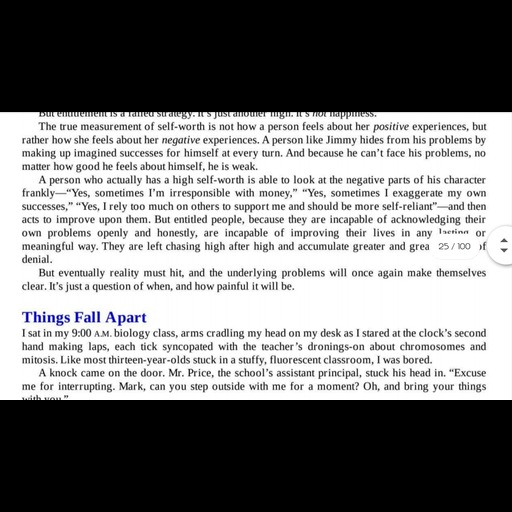 But entitlement is a failed strategy. It's just another high. It's not happiness.
The true measurement of self-worth is not how a person feels about her positive experiences, but
rather how she feels about her negative experiences. A person like Jimmy hides from his problems by
making up imagined successes for himself at every turn. And because he can't face his problems, no
matter how good he feels about himself, he is weak.
A person who actually has a high self-worth is able to look at the negative parts of his character
frankly—"Yes, sometimes I'm irresponsible with money," "Yes, sometimes I exaggerate my own
successes," "Yes, I rely too much on others to support me and should be more self-reliant"—and then
acts to improve upon them. But entitled people, because they are incapable of acknowledging their
own problems openly and honestly, are incapable of improving their lives in any lasting or
meaningful way. They are left chasing high after high and accumulate greater and grea 25 / 100 of
denial.
But eventually reality must hit, and the underlying problems will once again make themselves
clear. It's just a question of when, and how painful it will be.
Things Fall Apart
I sat in my 9:00 A.M. biology class, arms cradling my head on my desk as I stared at the clock's second
hand making laps, each tick syncopated with the teacher's dronings-on about chromosomes and
mitosis. Like most thirteen-year-olds stuck in a stuffy, fluorescent classroom, I was bored.
A knock came on the door. Mr. Price, the school's assistant principal, stuck his head in. "Excuse
me for interrupting. Mark, can you step outside with me for a moment? Oh, and bring your things
with you."